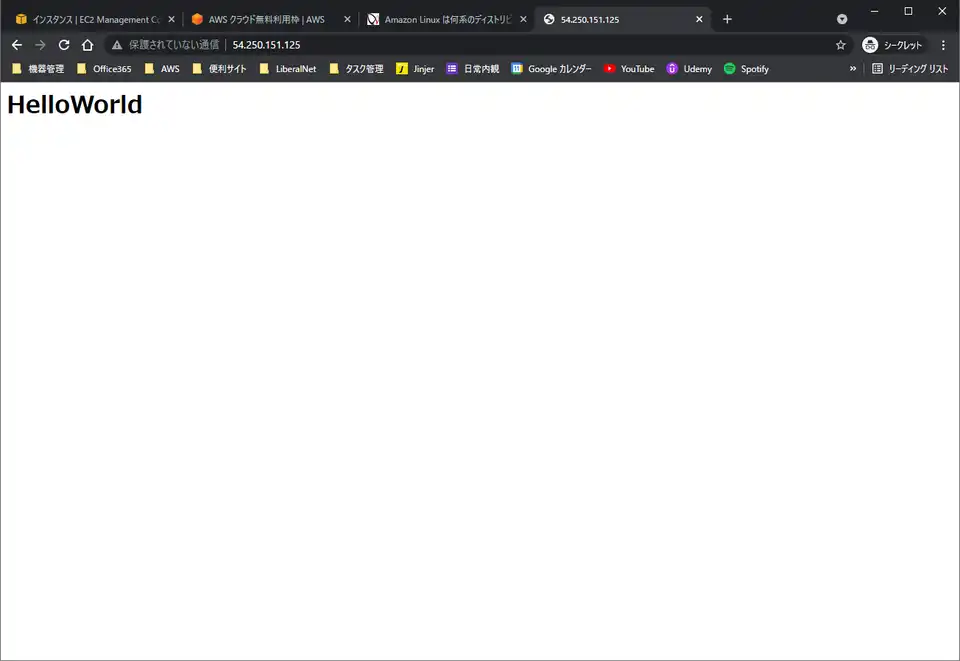 インスタンス | EC2 Management Co
AWS クラウド無料利用枠 | AWS
Amazon Linux は何系のディストリビ
54.250.151.125
保護されていない通信 | 54.250.151.125
シークレット
機器管理 Office365 AWS 便利サイト LiberalNet タスク管理 Jinjer 日常内観 Google カレンダー YouTube Udemy Spotify » リーディング リスト
HelloWorld